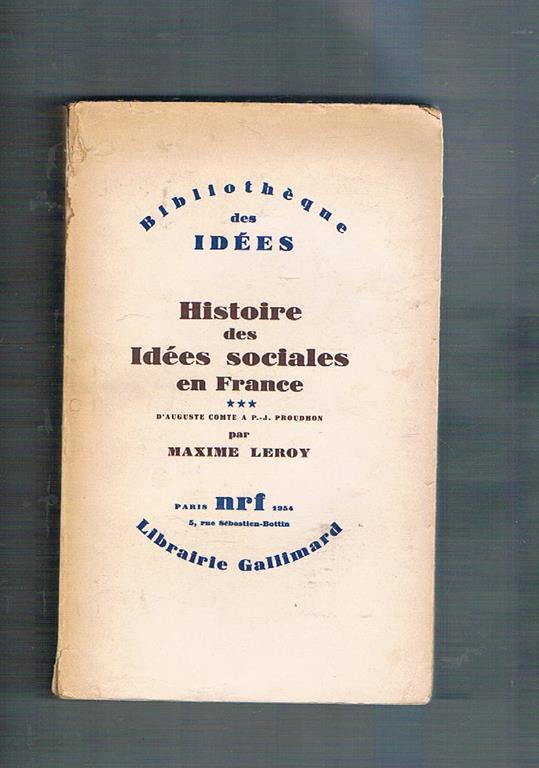 Bibliothèque
des
IDÉES
Histoire
des
Idées sociales
en France
★★★
D'AUGUSTE COMTE A P.-J. PROUDHON
par
MAXIME LEROY
PARIS nrf 1954
5, rue Sébastien-Bottin
Librairie Gallimard